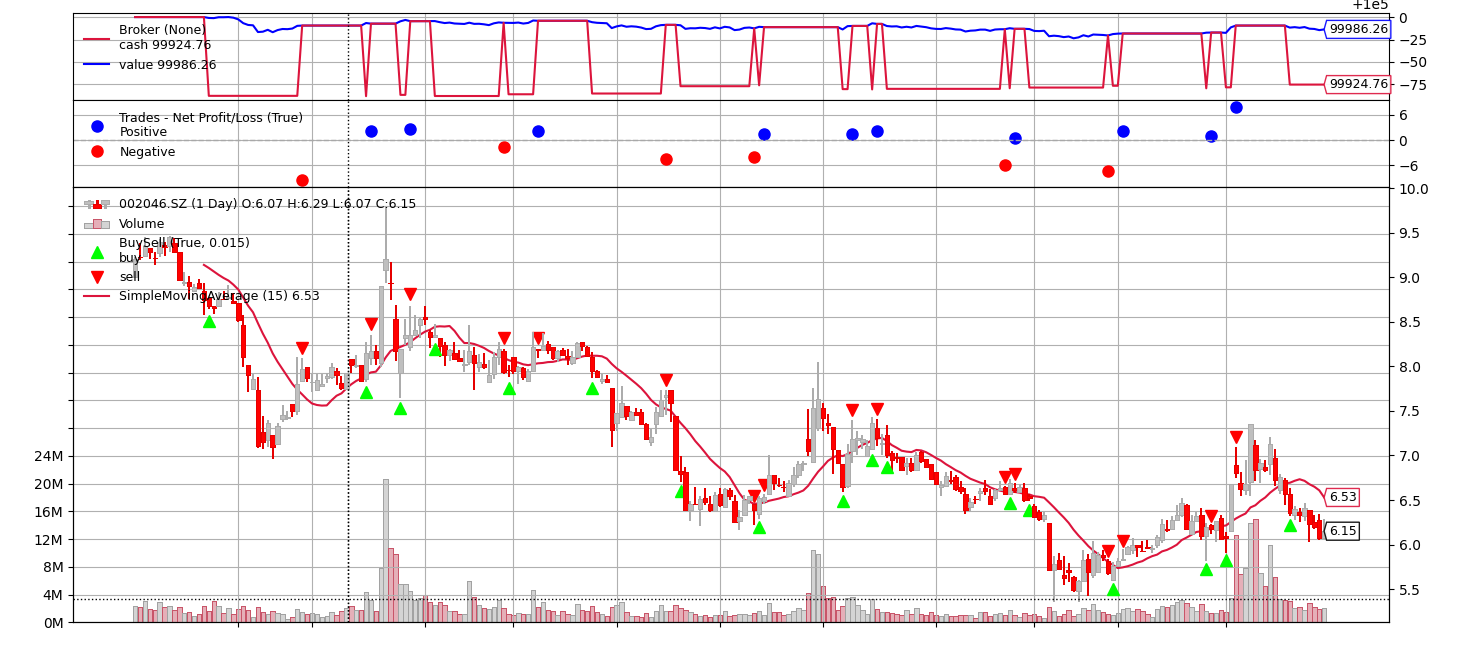 +1e5
Broker (None)
cash 99924.76
value 99986.26
0
−25
−50
−75
99986.26
99924.76
Trades - Net Profit/Loss (True)
Positive
Negative
6
0
−6
002046.SZ (1 Day) O:6.07 H:6.29 L:6.07 C:6.15
Volume
BuySell (True, 0.015)
buy
sell
SimpleMovingAverage (15) 6.53
10.0
9.5
9.0
8.5
8.0
7.5
7.0
6.5
6.0
5.5
6.53
6.15
24M
20M
16M
12M
8M
4M
0M